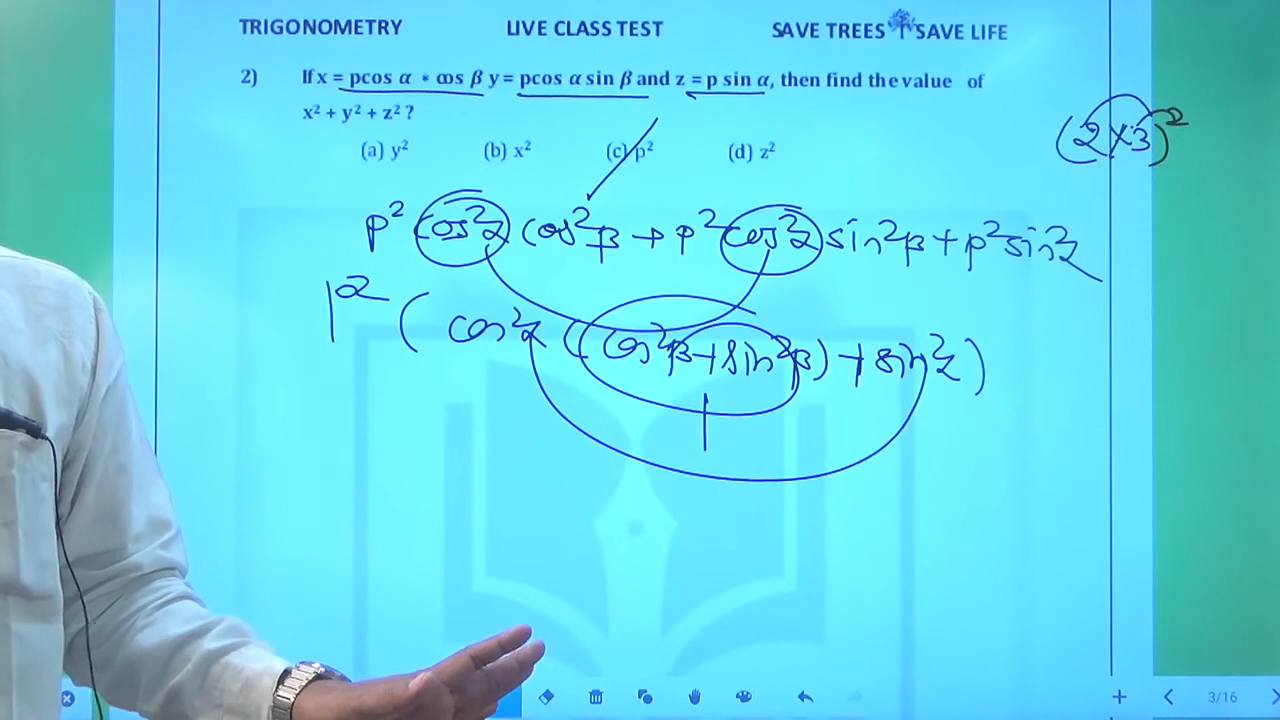 TRIGONOMETRY LIVE CLASS TEST SAVE TREES SAVE LIFE
2) If x = pcos α * cos β y = pcos α sin β and z = p sin α, then find the value of
x² + y² + z² ?
(2×3)²
(a) y² (b) x² (c) p² (d) z²
p² cos²α cos²β + p² cos²α sin²β + p² sin²α
p² ( cos²α (cos²β + sin²β) + sin²α )
1
3/16